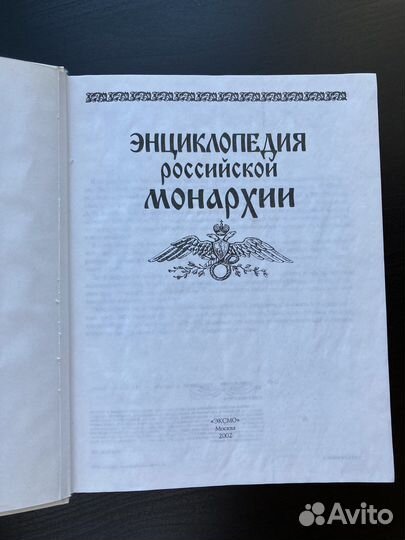 ЭНЦИКЛОПЕДИЯ
РОССИЙСКОЙ
МОНАРХИИ
«ЭКСМО»
Москва
2002
Avito